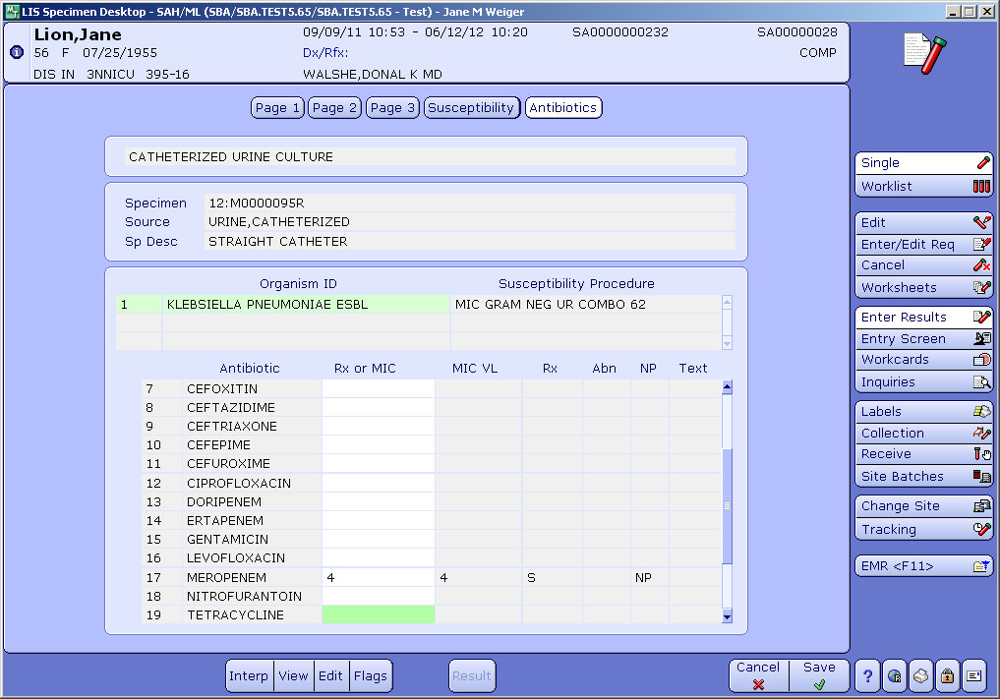 LIS Specimen Desktop - SAH/ML (SBA/SBA.TEST5.65/SBA.TEST5.65 - Test) - Jane M Weiger
Lion,Jane
09/09/11 10:53 - 06/12/12 10:20 SA0000000232 SA00000028
56 F 07/25/1955 Dx/Rfx: COMP
DIS IN 3NNICU 395-16 WALSHE,DONAL K MD
Page 1 Page 2 Page 3 Susceptibility Antibiotics
CATHETERIZED URINE CULTURE
Specimen 12:M0000095R
Source URINE,CATHETERIZED
Sp Desc STRAIGHT CATHETER
Organism ID Susceptibility Procedure
1 KLEBSIELLA PNEUMONIAE ESBL MIC GRAM NEG UR COMBO 62
Antibiotic Rx or MIC MIC VL Rx Abn NP Text
7 CEFOXITIN
8 CEFTAZIDIME
9 CEFTRIAXONE
10 CEFEPIME
11 CEFUROXIME
12 CIPROFLOXACIN
13 DORIPENEM
14 ERTAPENEM
15 GENTAMICIN
16 LEVOFLOXACIN
17 MEROPENEM 4 4 S NP
18 NITROFURANTOIN
19 TETRACYCLINE
Interp View Edit Flags Result Cancel Save
?
Single
Worklist
Edit
Enter/Edit Req
Cancel
Worksheets
Enter Results
Entry Screen
Workcards
Inquiries
Labels
Collection
Receive
Site Batches
Change Site
Tracking
EMR <F11>